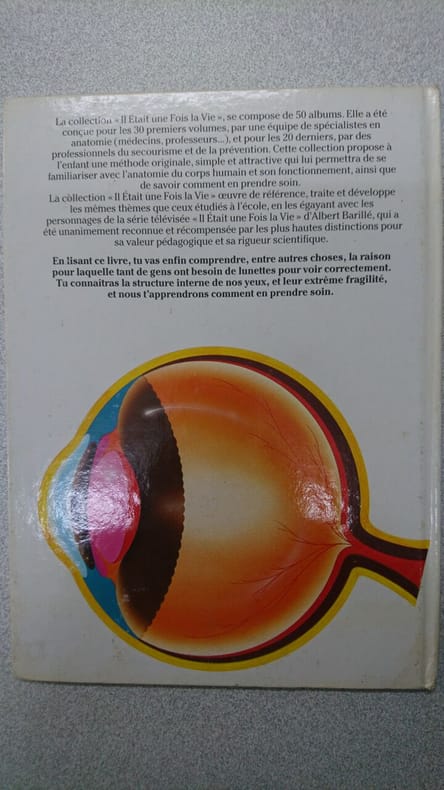 La collection « Il Était une Fois la Vie », se compose de 50 albums. Elle a été
conçue pour les 30 premiers volumes, par une équipe de spécialistes en
anatomie (médecins, professeurs...), et pour les 20 derniers, par des
professionnels du secourisme et de la prévention. Cette collection propose à
l'enfant une méthode originale, simple et attractive qui lui permettra de se
familiariser avec l'anatomie du corps humain et son fonctionnement, ainsi que
de savoir comment en prendre soin.
La collection « Il Était une Fois la Vie » œuvre de référence, traite et développe
les mêmes thèmes que ceux étudiés à l'école, en les égayant avec les
personnages de la série télévisée « Il Était une Fois la Vie » d'Albert Barillé, qui a
été unanimement reconnue et récompensée par les plus hautes distinctions pour
sa valeur pédagogique et sa rigueur scientifique.
En lisant ce livre, tu vas enfin comprendre, entre autres choses, la raison
pour laquelle tant de gens ont besoin de lunettes pour voir correctement.
Tu connaitras la structure interne de nos yeux, et leur extrême fragilité,
et nous t'apprendrons comment en prendre soin.